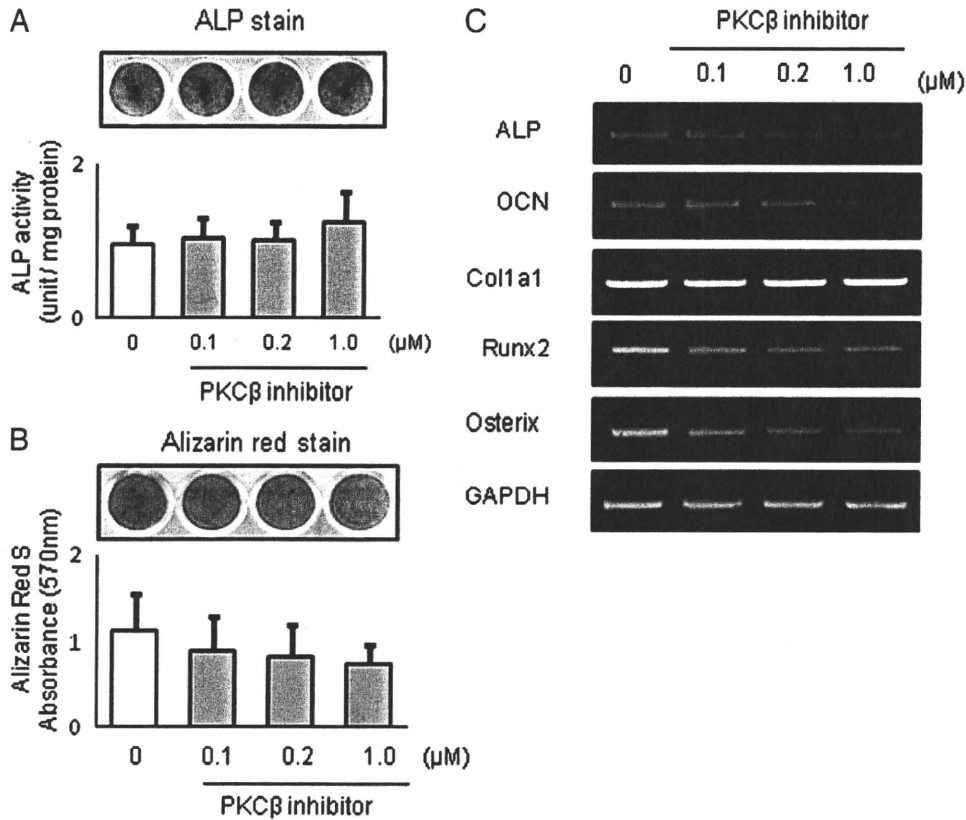 A
ALP stain
2
1
0
ALP activity
(unit/ mg protein)
0 0.1 0.2 1.0 (μM)
PKCβ inhibitor
B
Alizarin red stain
2
1
0
Alizarin Red S
Absorbance (570nm)
0 0.1 0.2 1.0 (μM)
PKCβ inhibitor
C
PKCβ inhibitor
0 0.1 0.2 1.0 (μM)
ALP
OCN
Col1a1
Runx2
Osterix
GAPDH